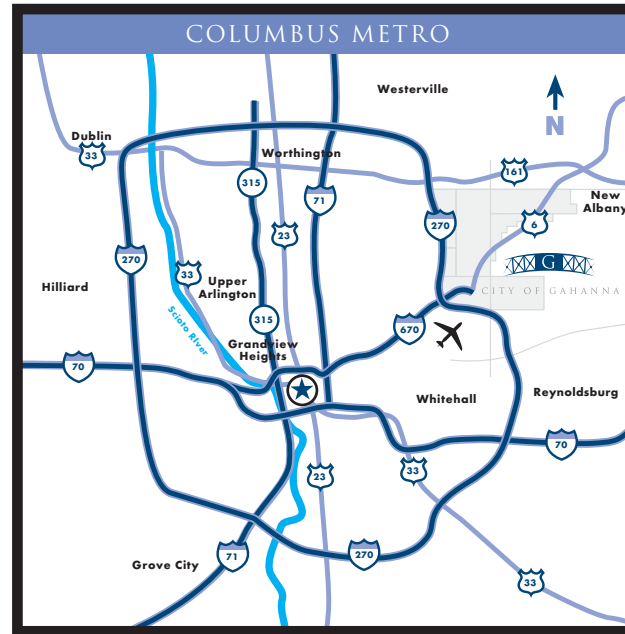 COLUMBUS METRO
Westerville
N
Dublin
33
Worthington
315
161
71
New
Albany
23
270
6
270
33
G
Hilliard
Upper
Arlington
CITY OF GAHANNA
Scioto River
315
670
Grandview
Heights
70
Whitehall
Reynoldsburg
70
33
23
71
270
Grove City
33